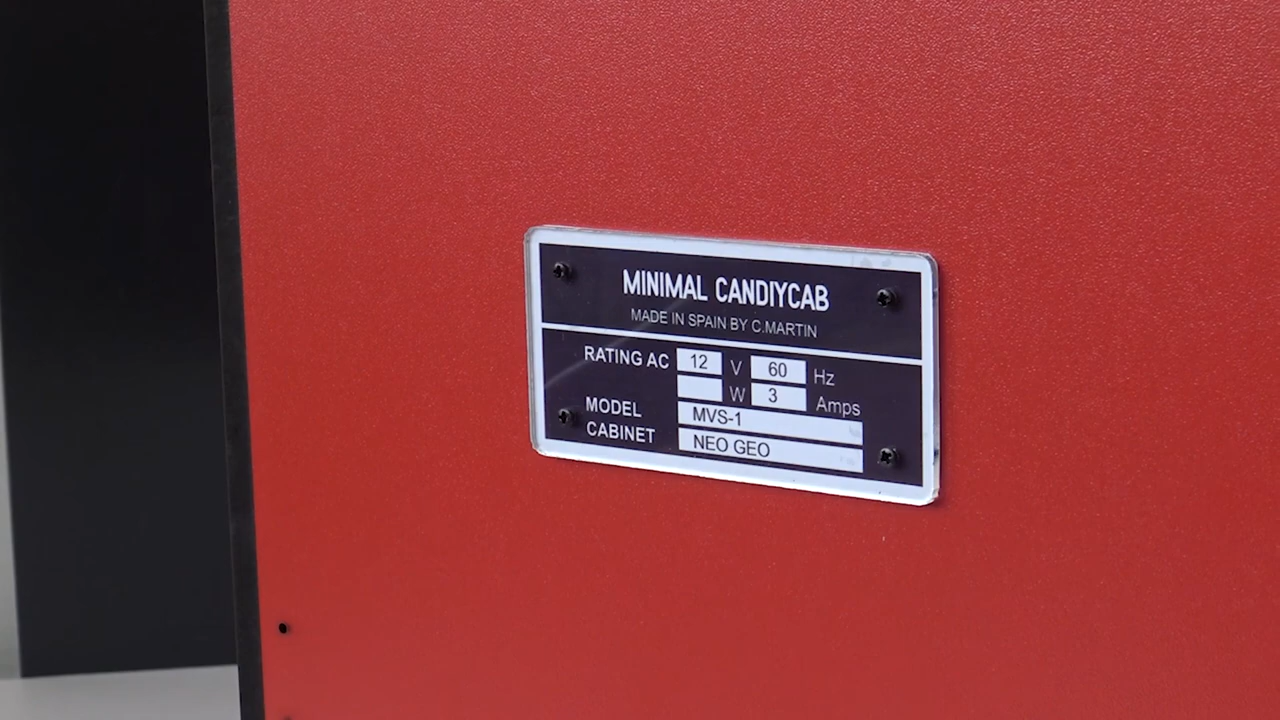 MINIMAL CANDIYCAB
MADE IN SPAIN BY C.MARTIN
RATING AC 12 V 60 Hz
W 3 Amps
MODEL MVS-1
CABINET NEO GEO